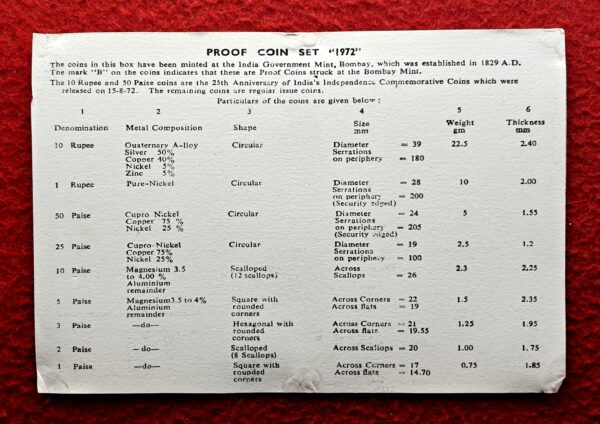 PROOF COIN SET "1972"
The coins in this box have been minted at the India Government Mint, Bombay, which was established in 1829 A.D.
The mark "B" on the coins indicates that these are Proof Coins struck at the Bombay Mint.
The 10 Rupee and 50 Paise coins are the 25th Anniversary of India's Independence Commemorative Coins which were
released on 15-8-72. The remaining coins are regular issue coins.
Particulars of the coins are given below :
1 2 3 4 5 6
Denomination Metal Composition Shape Size mm Weight gm Thickness mm
10 Rupee Quaternary A-lloy Circular Diameter = 39 22.5 2.40
Silver 50% Serrations
Copper 40% on periphery = 180
Nickel 5%
Zinc 5%
1 Rupee Pure-Nickel Circular Diameter = 28 10 2.00
Serrations
on periphery = 200
(Security edged)
50 Paise Cupro Nickel Circular Diameter = 24 5 1.55
Copper 75 % Serrations
Nickel 25 % on periphery = 205
(Security edged)
25 Paise Cupro-Nickel Circular Diameter = 19 2.5 1.2
Copper 75% Serrations
Nickel 25% on periphery = 100
10 Paise Magnesium 3.5 Scalloped Across 2.3 2.25
to 4.00 % (12 scallops) Scallops = 26
Aluminium
remainder
5 Paise Magnesium 3.5 to 4% Square with Across Corners = 22 1.5 2.35
Aluminium rounded Across flats = 19
remainder corners
3 Paise —do— Hexagonal with Across Corners = 21 1.25 1.95
rounded Across flats = 19.55
corners
2 Paise —do— Scalloped Across Scallops = 20 1.00 1.75
(8 Scallops)
1 Paisa —do— Square with Across Corners = 17 0.75 1.85
rounded Across flats = 14.70
corners